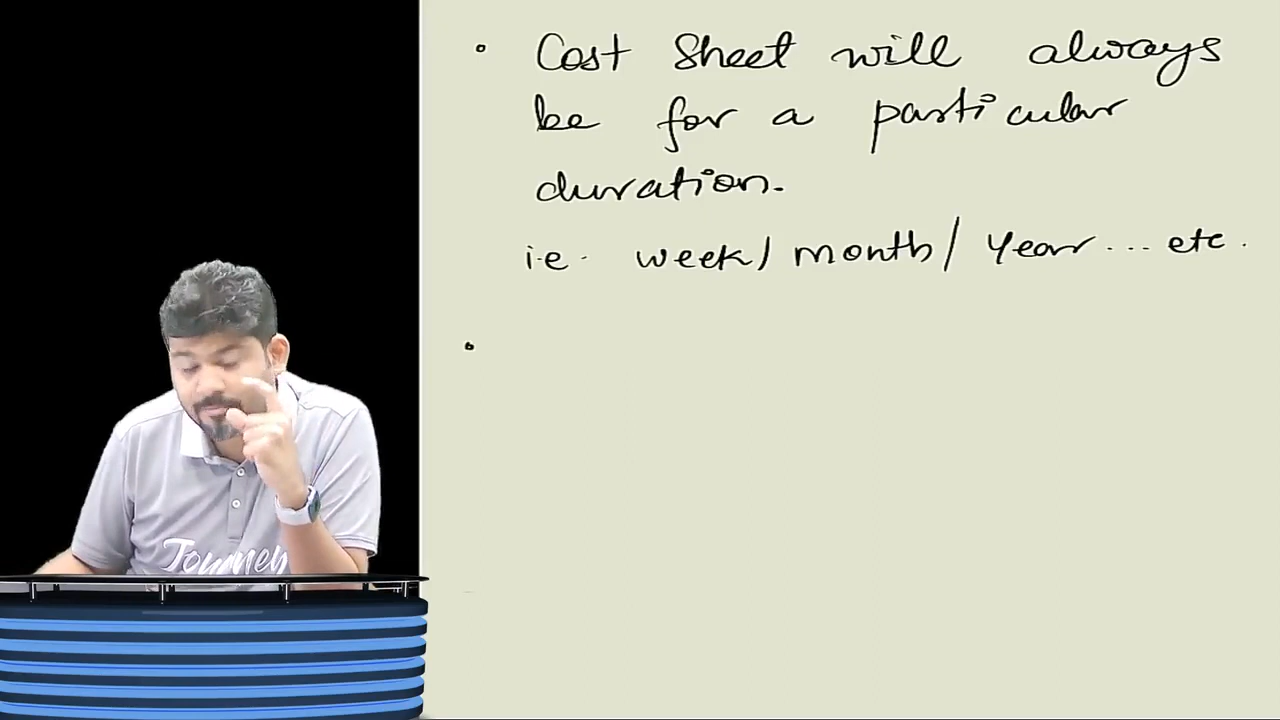 • Cost Sheet will always
be for a particular
duration.
i.e. week/ month/ Year ... etc.
•
Journey